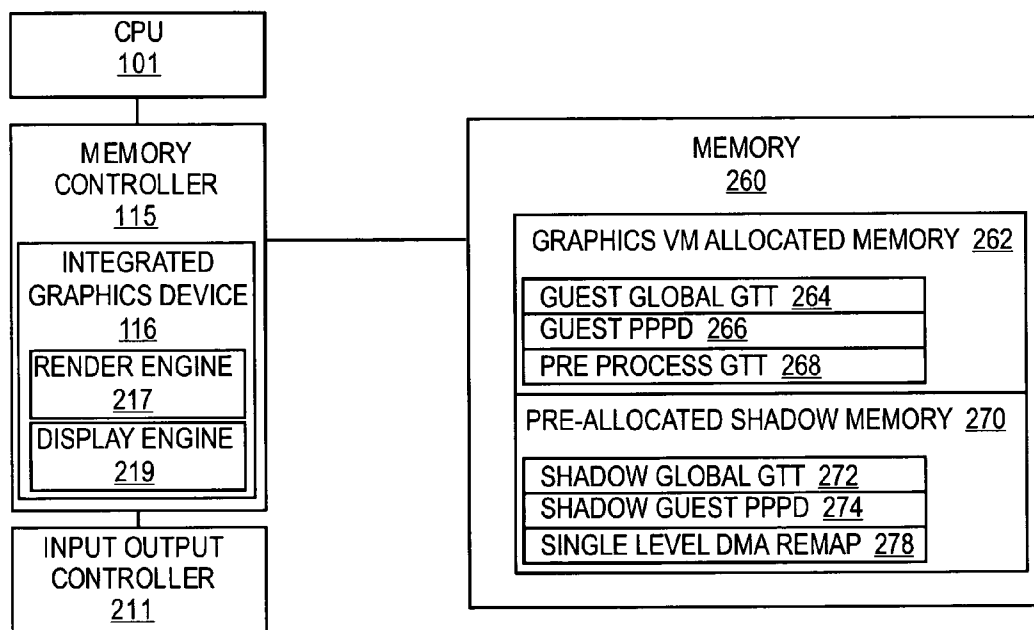 CPU
101
MEMORY
CONTROLLER
115
INTEGRATED
GRAPHICS DEVICE
116
RENDER ENGINE
217
DISPLAY ENGINE
219
INPUT OUTPUT
CONTROLLER
211
MEMORY
260
GRAPHICS VM ALLOCATED MEMORY 262
GUEST GLOBAL GTT 264
GUEST PPPD 266
PRE PROCESS GTT 268
PRE-ALLOCATED SHADOW MEMORY 270
SHADOW GLOBAL GTT 272
SHADOW GUEST PPPD 274
SINGLE LEVEL DMA REMAP 278